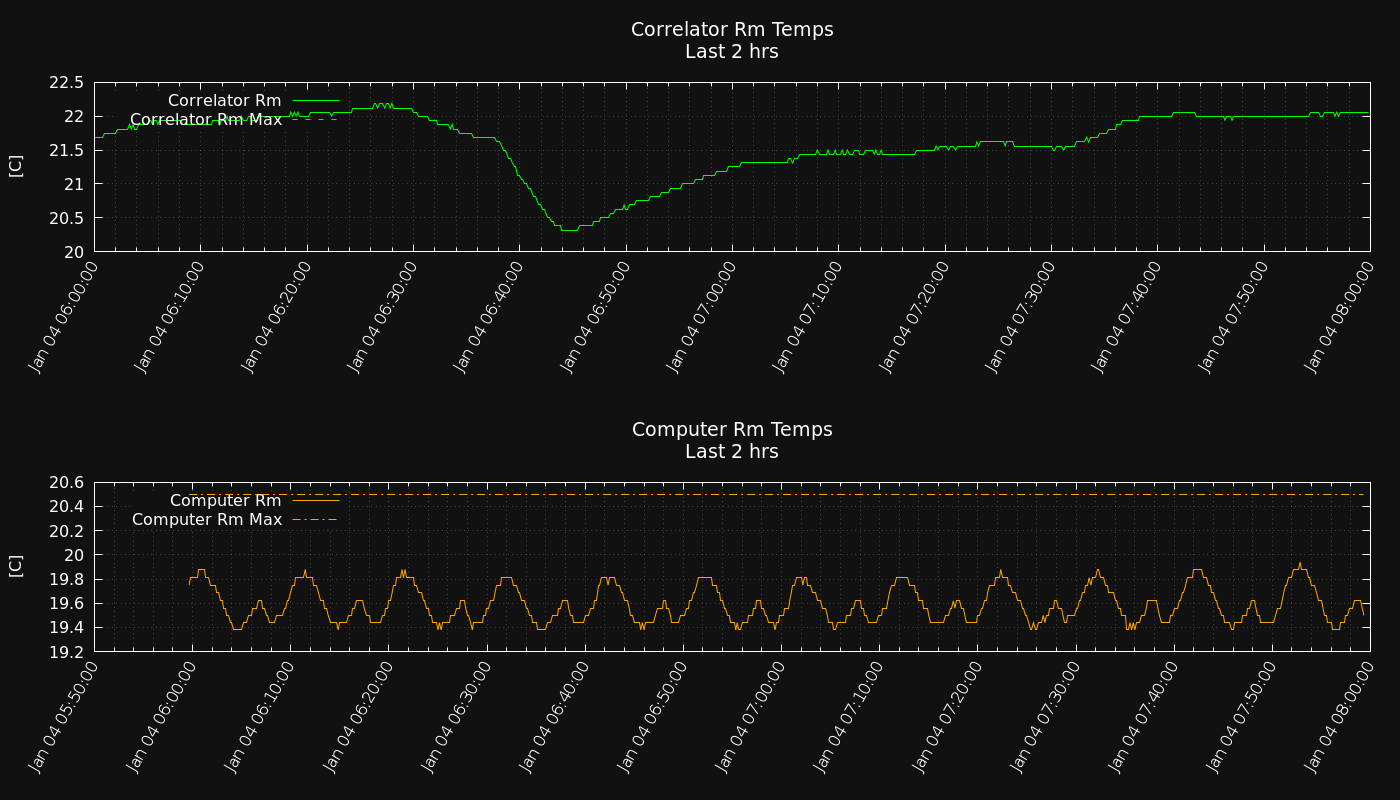 Correlator Rm Temps
Last 2 hrs
22.5
22
21.5
21
20.5
20
[C]
Correlator Rm
Correlator Rm Max
Jan 04 06:00:00
Jan 04 06:10:00
Jan 04 06:20:00
Jan 04 06:30:00
Jan 04 06:40:00
Jan 04 06:50:00
Jan 04 07:00:00
Jan 04 07:10:00
Jan 04 07:20:00
Jan 04 07:30:00
Jan 04 07:40:00
Jan 04 07:50:00
Jan 04 08:00:00
Computer Rm Temps
Last 2 hrs
20.6
20.4
20.2
20
19.8
19.6
19.4
19.2
[C]
Computer Rm
Computer Rm Max
Jan 04 05:50:00
Jan 04 06:00:00
Jan 04 06:10:00
Jan 04 06:20:00
Jan 04 06:30:00
Jan 04 06:40:00
Jan 04 06:50:00
Jan 04 07:00:00
Jan 04 07:10:00
Jan 04 07:20:00
Jan 04 07:30:00
Jan 04 07:40:00
Jan 04 07:50:00
Jan 04 08:00:00